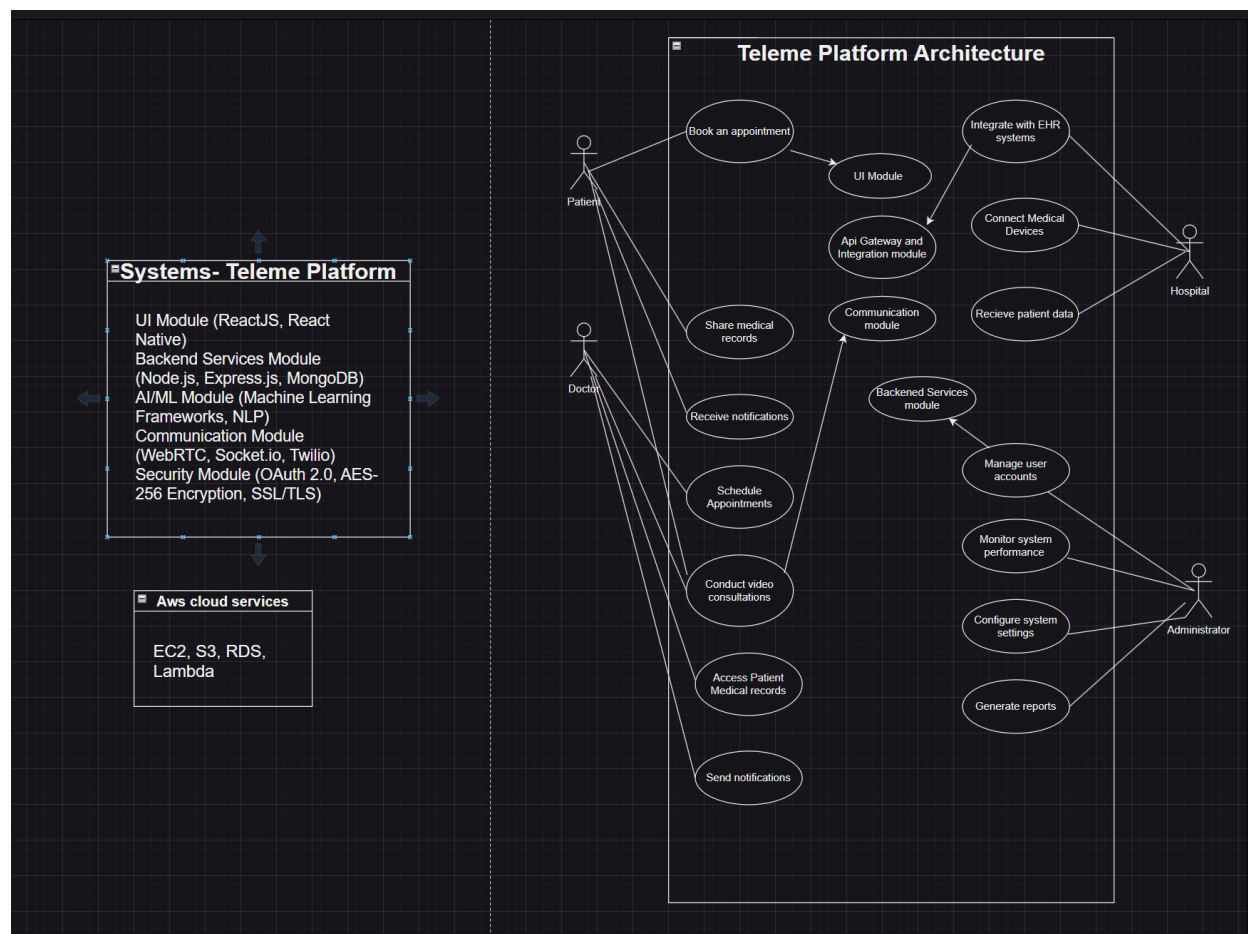 Teleme Platform Architecture
Book an appointment
Integrate with EHR
systems
UI Module
Patient
Connect Medical
Devices
Api Gateway and
Integration module
Hospital
Systems- Teleme Platform
UI Module (ReactJS, React
Native)
Backend Services Module
(Node.js, Express.js, MongoDB)
AI/ML Module (Machine Learning
Frameworks, NLP)
Communication Module
(WebRTC, Socket.io, Twilio)
Security Module (OAuth 2.0, AES-
256 Encryption, SSL/TLS)
Share medical
records
Communication
module
Recieve patient data
Doctor
Receive notifications
Backened Services
module
Schedule
Appointments
Manage user
accounts
Monitor system
performance
Conduct video
consultations
Aws cloud services
EC2, S3, RDS,
Lambda
Configure system
settings
Administrator
Access Patient
Medical records
Generate reports
Send notifications